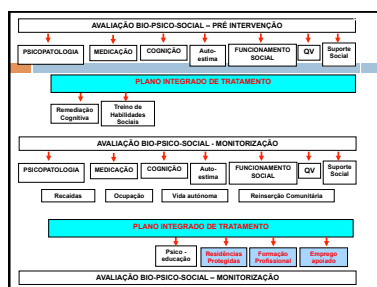 AVALIAÇÃO BIO-PSICO-SOCIAL – PRÉ INTERVENÇÃO
PSICOPATOLOGIA
MEDICAÇÃO
COGNIÇÃO
Auto-
estima
FUNCIONAMENTO
SOCIAL
QV
Suporte
Social
PLANO INTEGRADO DE TRATAMENTO
Remediação
Cognitiva
Treino de
Habilidades
Sociais
AVALIAÇÃO BIO-PSICO-SOCIAL - MONITORIZAÇÃO
PSICOPATOLOGIA
MEDICAÇÃO
COGNIÇÃO
Auto-
estima
FUNCIONAMENTO
SOCIAL
QV
Suporte
Social
Recaídas
Ocupação
Vida autónoma
Reinserção Comunitária
PLANO INTEGRADO DE TRATAMENTO
Psico -
educação
Residências
Protegidas
Formação
Profissional
Emprego
apoiado
AVALIAÇÃO BIO-PSICO-SOCIAL – MONITORIZAÇÃO